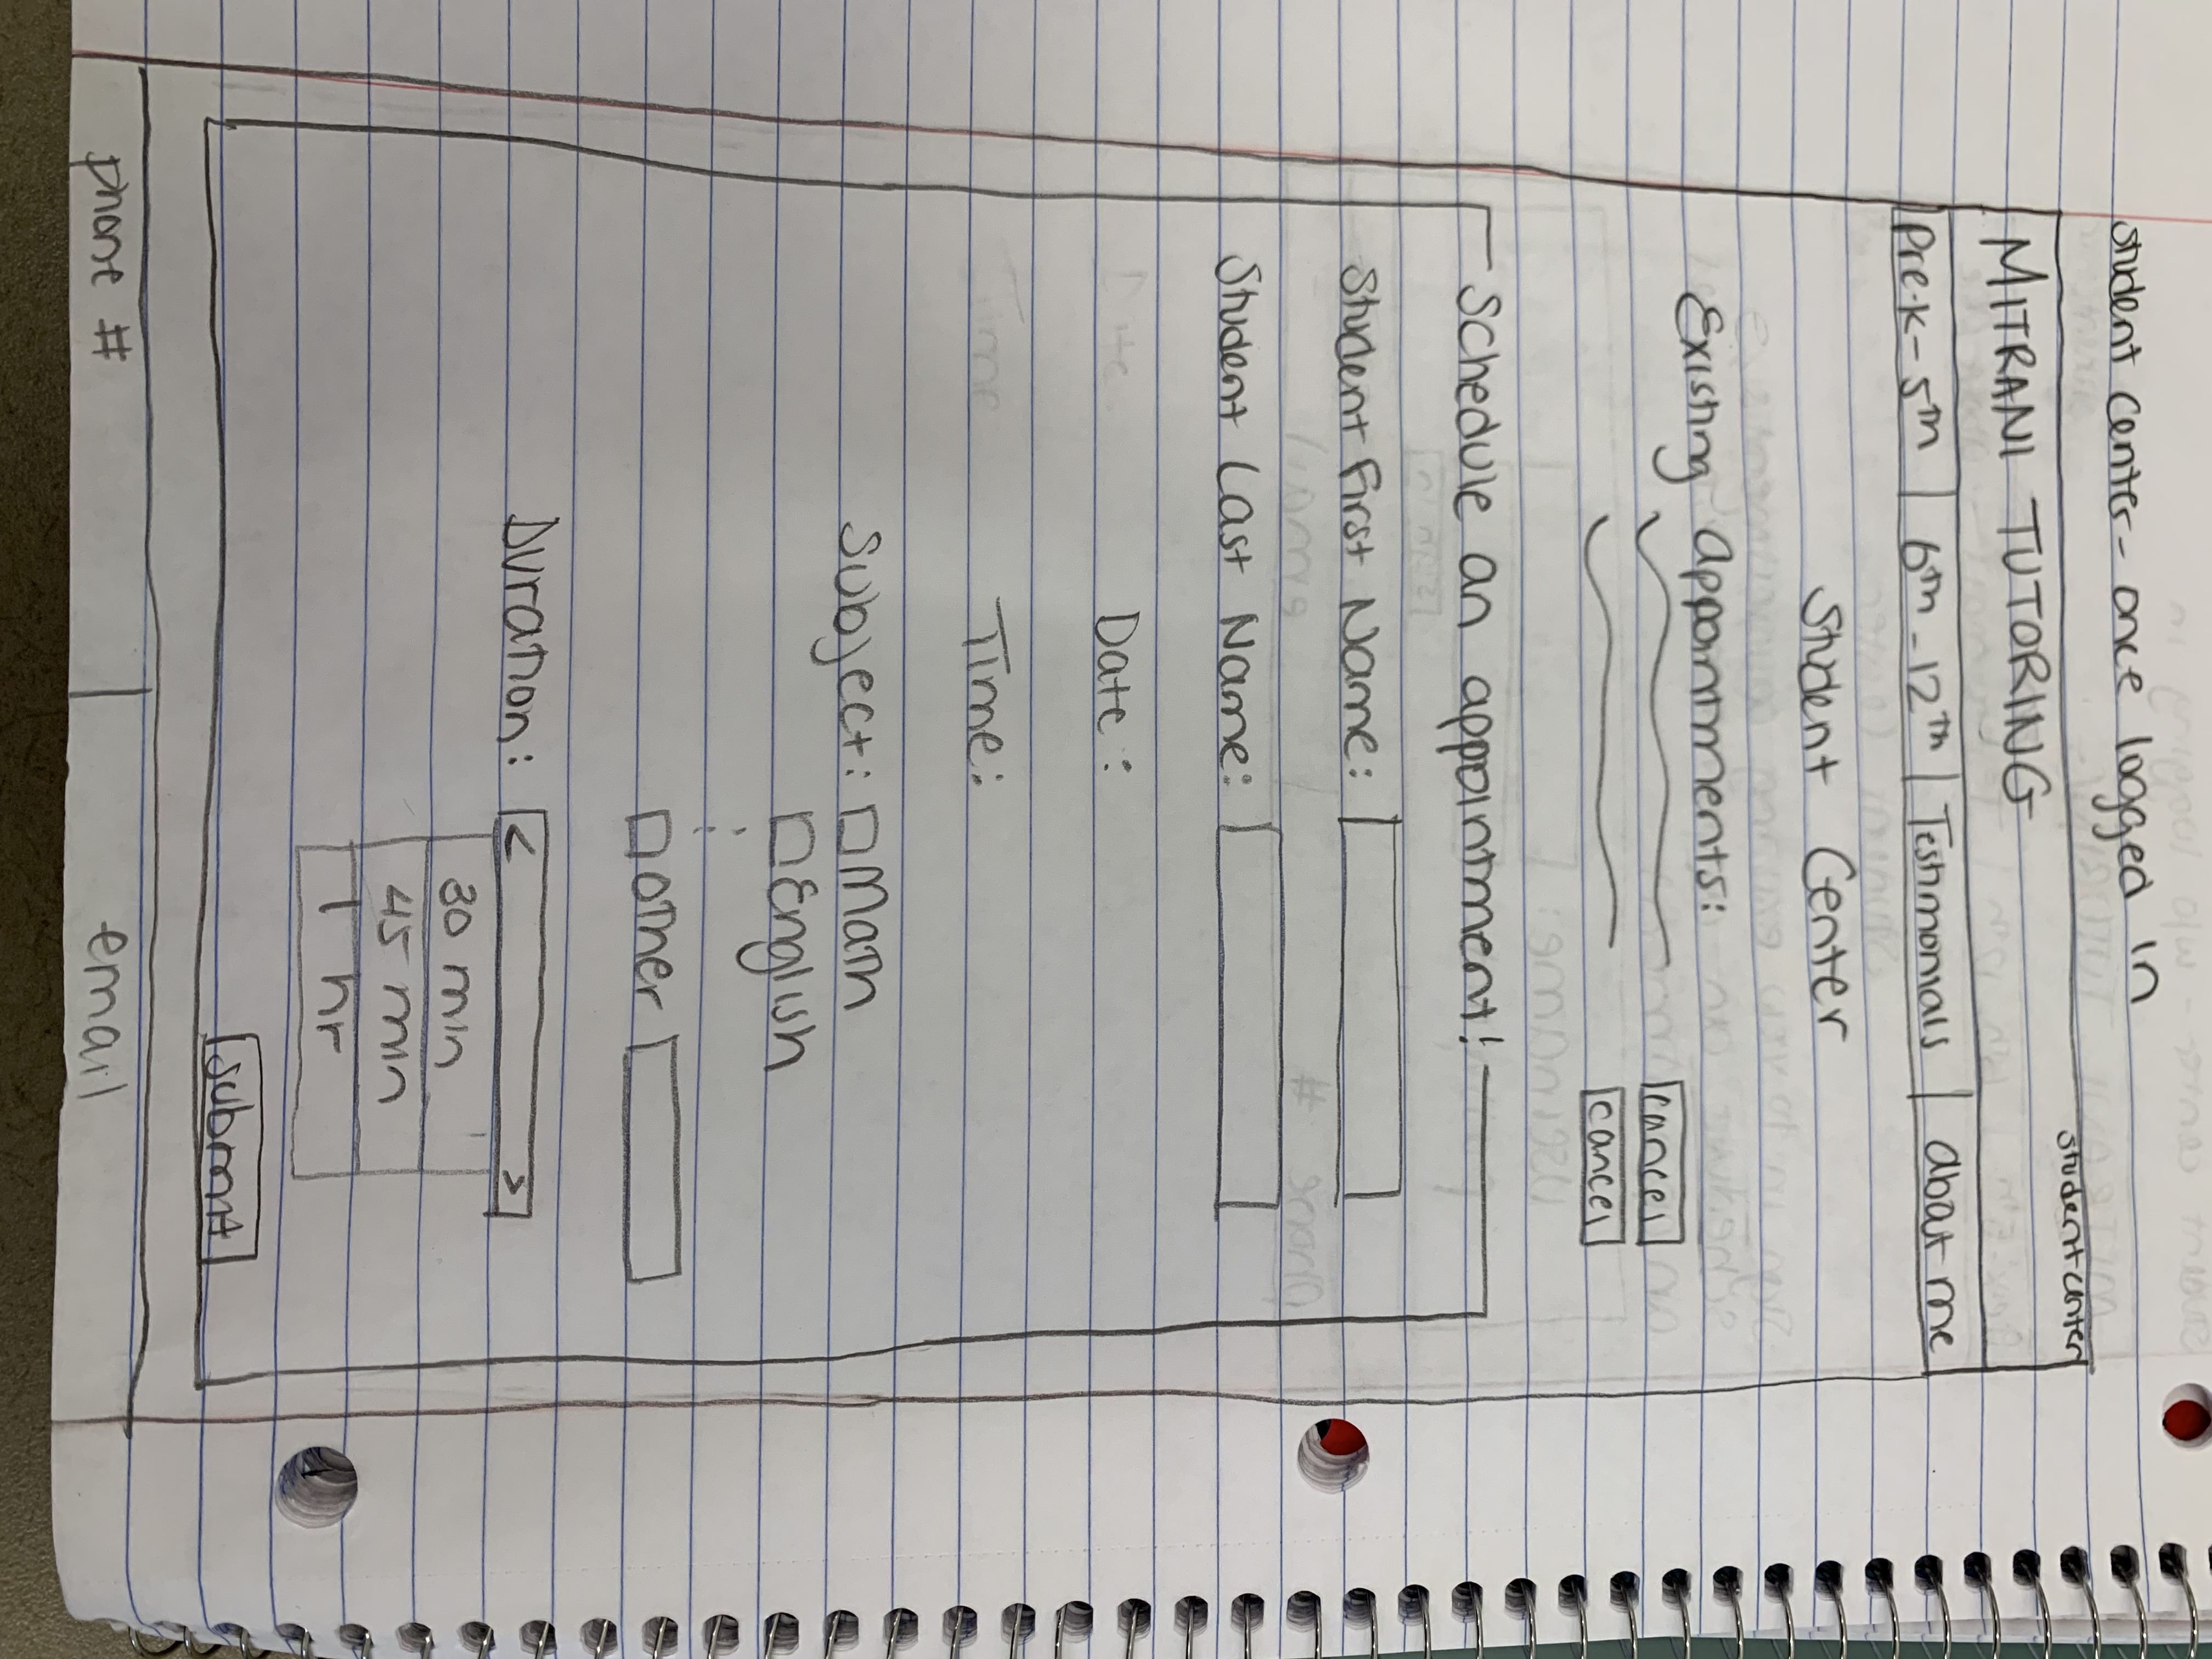 Student Center - once logged in
student center
MITRANI TUTORING
Pre-K-5th | 6th-12th | Testimonials | about me
Student Center
Existing appointments:
cancel
cancel
Schedule an appointment!
Student First Name:
Student Last Name:
Date:
Time:
Subject: Math
English
other
Duration: < >
30 min
45 min
1 hr
submit
phone # | email